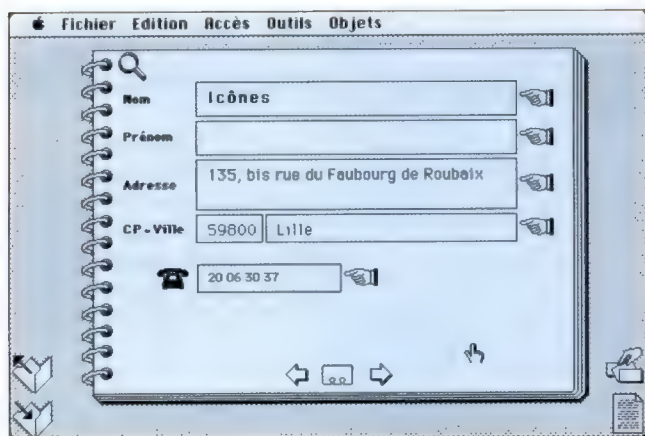 Fichier Edition Accès Outils Objets
Nom Icônes
Prénom
Adresse 135, bis rue du Faubourg de Roubaix
CP-Ville 59800 Lille
20 06 30 37